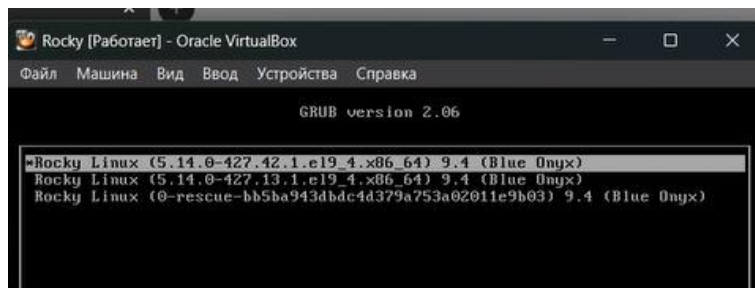 Rocky [Работает] - Oracle VirtualBox
Файл Машина Вид Ввод Устройства Справка
GRUB version 2.06
*Rocky Linux (5.14.0-427.42.1.el9_4.x86_64) 9.4 (Blue Onyx)
Rocky Linux (5.14.0-427.13.1.el9_4.x86_64) 9.4 (Blue Onyx)
Rocky Linux (0-rescue-bb5ba943dbdc4d379a753a02011e9b03) 9.4 (Blue Onyx)